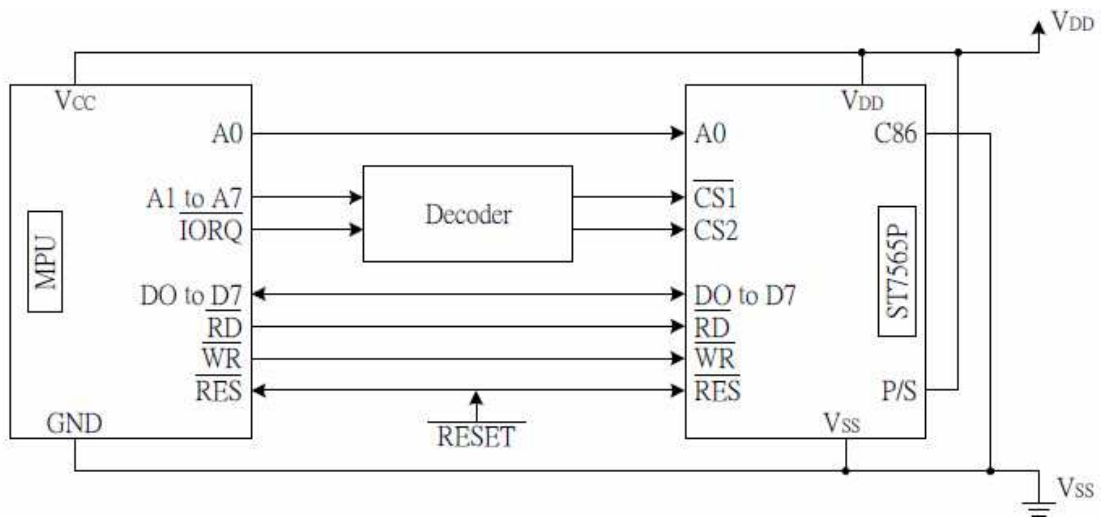 VDD
VCC
VDD
A0
A0
C86
A1 to A7
Decoder
CS1
IORQ
CS2
MPU
ST7565P
DO to D7
DO to D7
RD
RD
WR
WR
RES
RES
P/S
GND
RESET
VSS
VSS